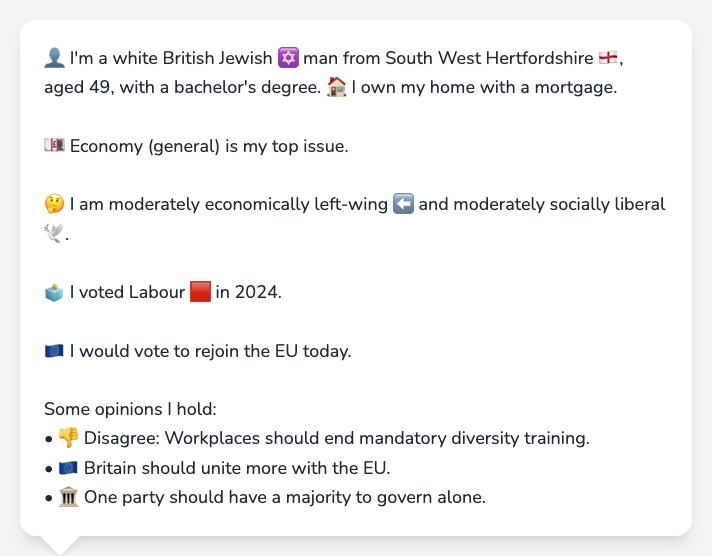 👤 I'm a white British Jewish ✡️ man from South West Hertfordshire 🏴󠁧󠁢󠁥󠁮󠁧󠁿,
aged 49, with a bachelor's degree. 🏠 I own my home with a mortgage.
💷 Economy (general) is my top issue.
🤔 I am moderately economically left-wing ⬅️ and moderately socially liberal
🕊️.
🗳️ I voted Labour 🟥 in 2024.
🇪🇺 I would vote to rejoin the EU today.
Some opinions I hold:
• 👎 Disagree: Workplaces should end mandatory diversity training.
• 🇪🇺 Britain should unite more with the EU.
• 🏛️ One party should have a majority to govern alone.